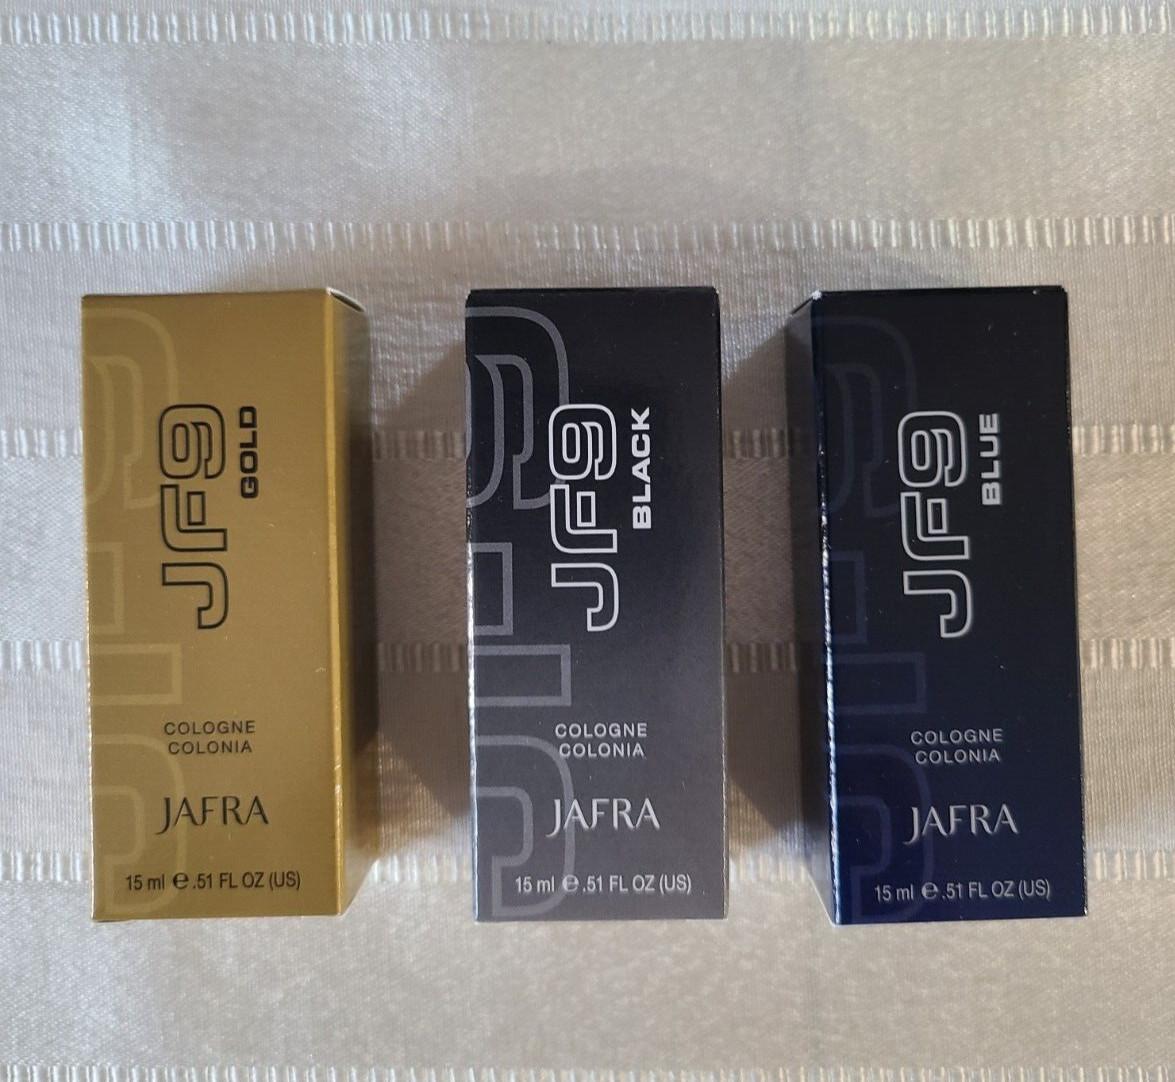 JF9
GOLD
COLOGNE
COLONIA
JAFRA
15 ml ℮ .51 FL OZ (US)
JF9
BLACK
COLOGNE
COLONIA
JAFRA
15 ml ℮ .51 FL OZ (US)
JF9
BLUE
COLOGNE
COLONIA
JAFRA
15 ml ℮ .51 FL OZ (US)